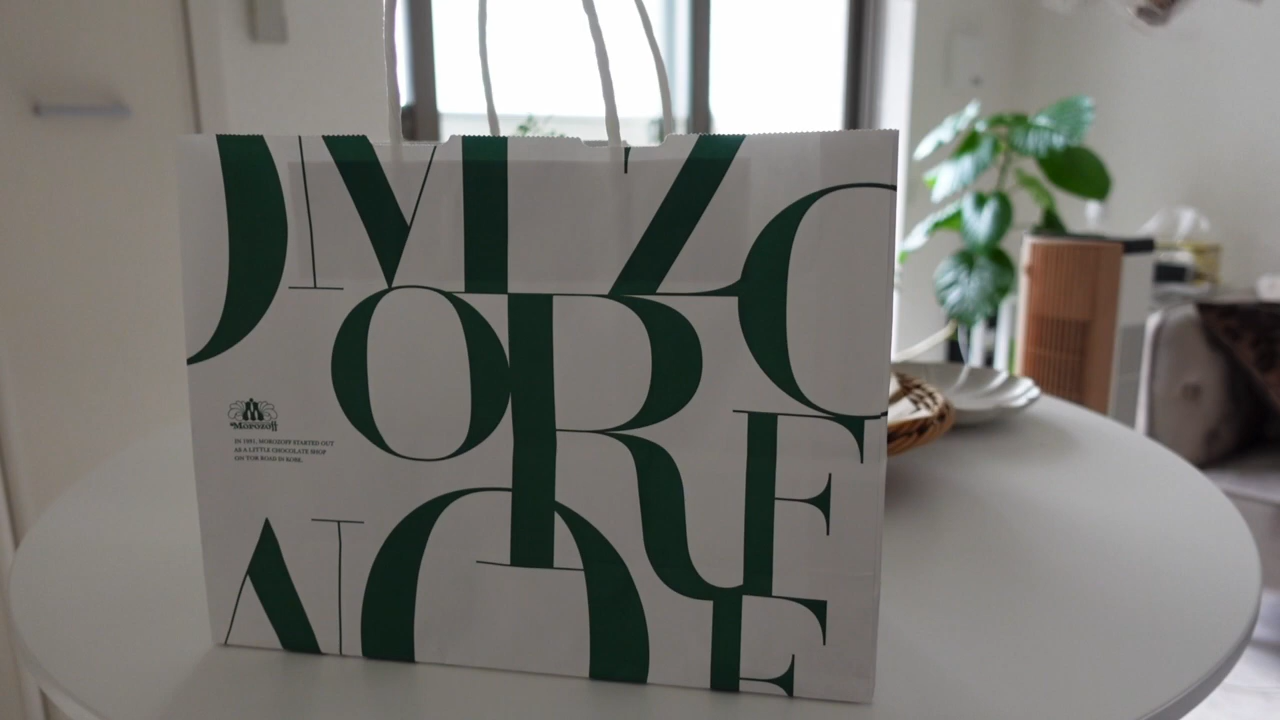 O M Z O
O R F
Morozoff
IN 1931, MOROZOFF STARTED OUT
AS A LITTLE CHOCOLATE SHOP
ON TOR ROAD IN KOBE.
M O F